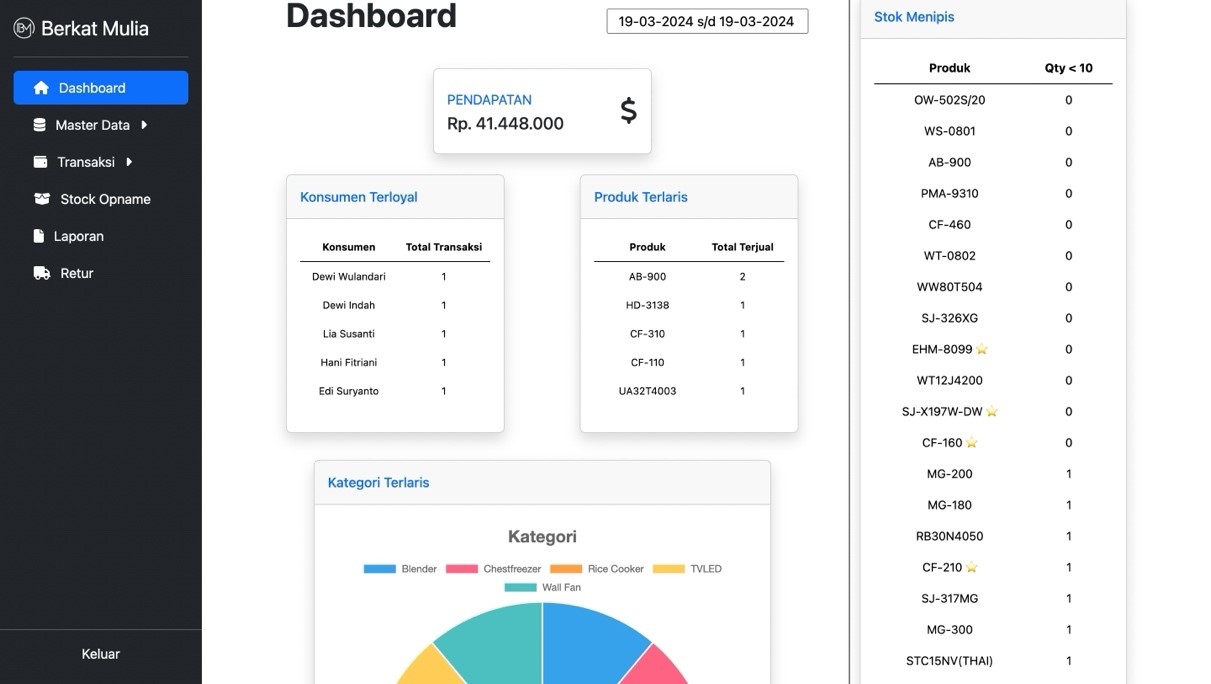 Berkat Mulia
Dashboard
Master Data
Transaksi
Stock Opname
Laporan
Retur
Keluar
Dashboard
19-03-2024 s/d 19-03-2024
PENDAPATAN
Rp. 41.448.000
$
Konsumen Terloyal
Konsumen Total Transaksi
Dewi Wulandari 1
Dewi Indah 1
Lia Susanti 1
Hani Fitriani 1
Edi Suryanto 1
Produk Terlaris
Produk Total Terjual
AB-900 2
HD-3138 1
CF-310 1
CF-110 1
UA32T4003 1
Kategori Terlaris
Kategori
Blender Chestfreezer Rice Cooker TVLED
Wall Fan
Stok Menipis
Produk Qty < 10
OW-502S/20 0
WS-0801 0
AB-900 0
PMA-9310 0
CF-460 0
WT-0802 0
WW80T504 0
SJ-326XG 0
EHM-8099 ⭐ 0
WT12J4200 0
SJ-X197W-DW ⭐ 0
CF-160 ⭐ 0
MG-200 1
MG-180 1
RB30N4050 1
CF-210 ⭐ 1
SJ-317MG 1
MG-300 1
STC15NV(THAI) 1